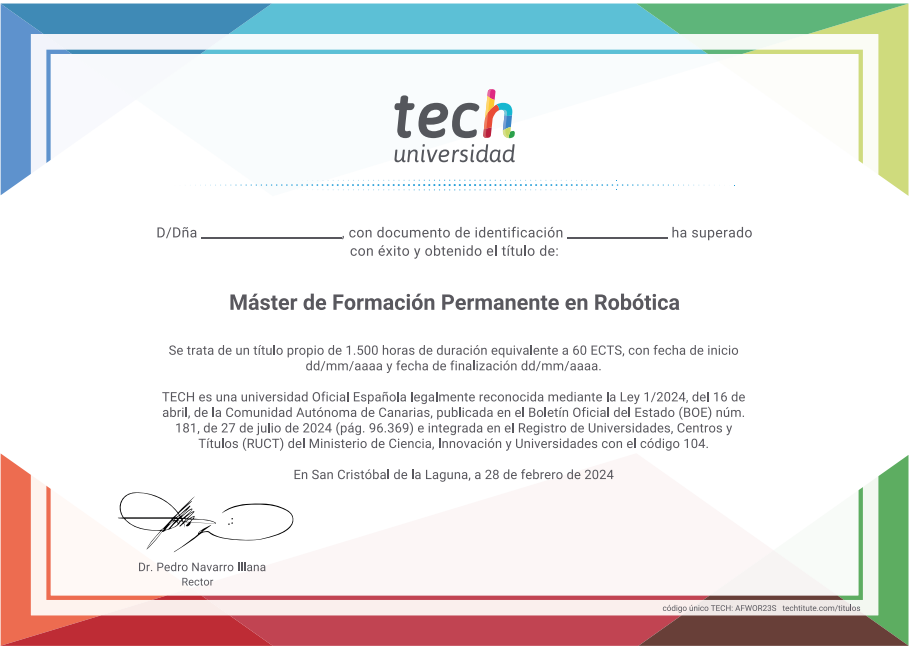 tech
universidad
D/Dña ______________, con documento de identificación __________ ha superado
con éxito y obtenido el título de:
Máster de Formación Permanente en Robótica
Se trata de un título propio de 1.500 horas de duración equivalente a 60 ECTS, con fecha de inicio
dd/mm/aaaa y fecha de finalización dd/mm/aaaa.
TECH es una universidad Oficial Española legalmente reconocida mediante la Ley 1/2024, del 16 de
abril, de la Comunidad Autónoma de Canarias, publicada en el Boletín Oficial del Estado (BOE) núm.
181, de 27 de julio de 2024 (pág. 96.369) e integrada en el Registro de Universidades, Centros y
Títulos (RUCT) del Ministerio de Ciencia, Innovación y Universidades con el código 104.
En San Cristóbal de la Laguna, a 28 de febrero de 2024
Dr. Pedro Navarro Illana
Rector
código único TECH: AFWOR23S techtitute.com/titulos